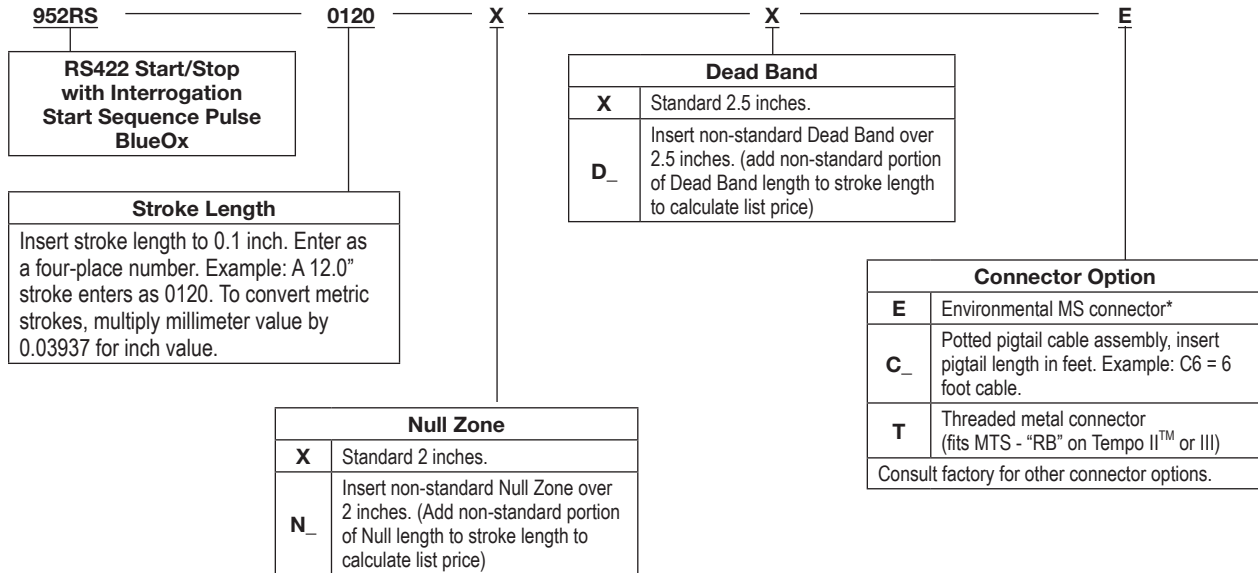 952RS 0120 X X E
RS422 Start/Stop
with Interrogation
Start Sequence Pulse
BlueOx
Stroke Length
Insert stroke length to 0.1 inch. Enter as
a four-place number. Example: A 12.0”
stroke enters as 0120. To convert metric
strokes, multiply millimeter value by
0.03937 for inch value.
Null Zone
X Standard 2 inches.
N_ Insert non-standard Null Zone over
2 inches. (Add non-standard portion
of Null length to stroke length to
calculate list price)
Dead Band
X Standard 2.5 inches.
D_ Insert non-standard Dead Band over
2.5 inches. (add non-standard portion
of Dead Band length to stroke length
to calculate list price)
Connector Option
E Environmental MS connector*
C_ Potted pigtail cable assembly, insert
pigtail length in feet. Example: C6 = 6
foot cable.
T Threaded metal connector
(fits MTS - “RB” on Tempo II™ or III)
Consult factory for other connector options.